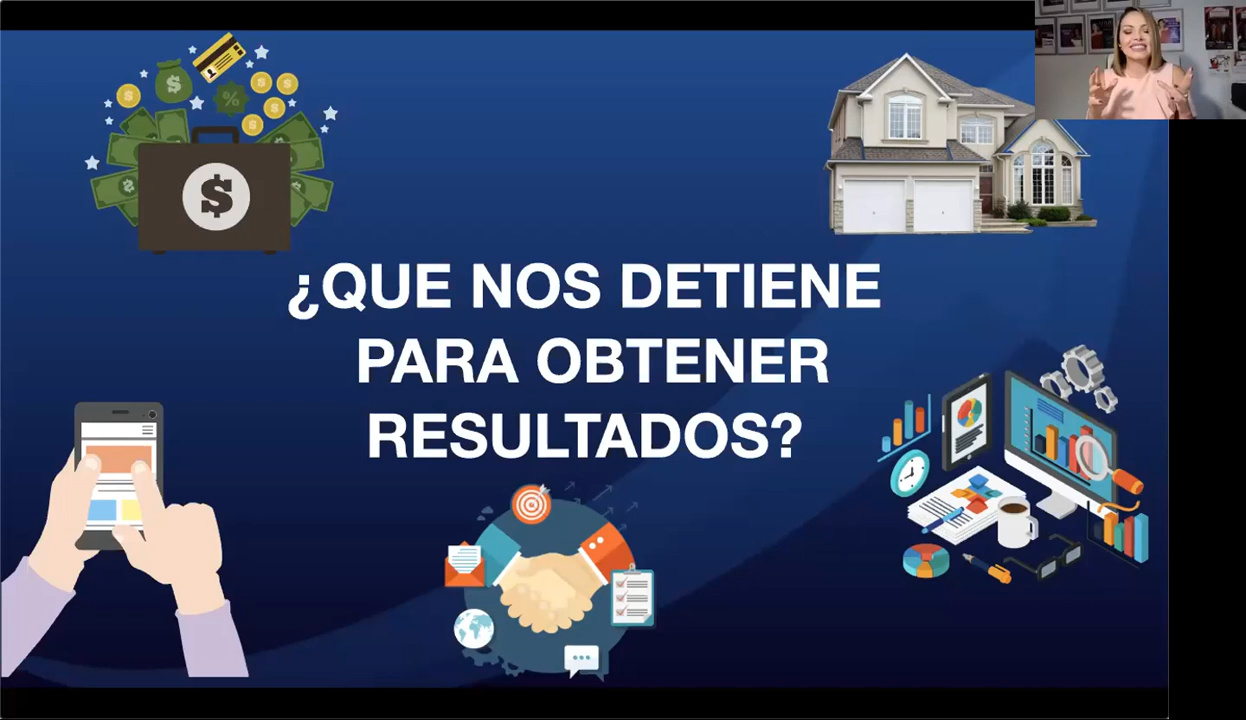 ¿QUE NOS DETIENE
PARA OBTENER
RESULTADOS?